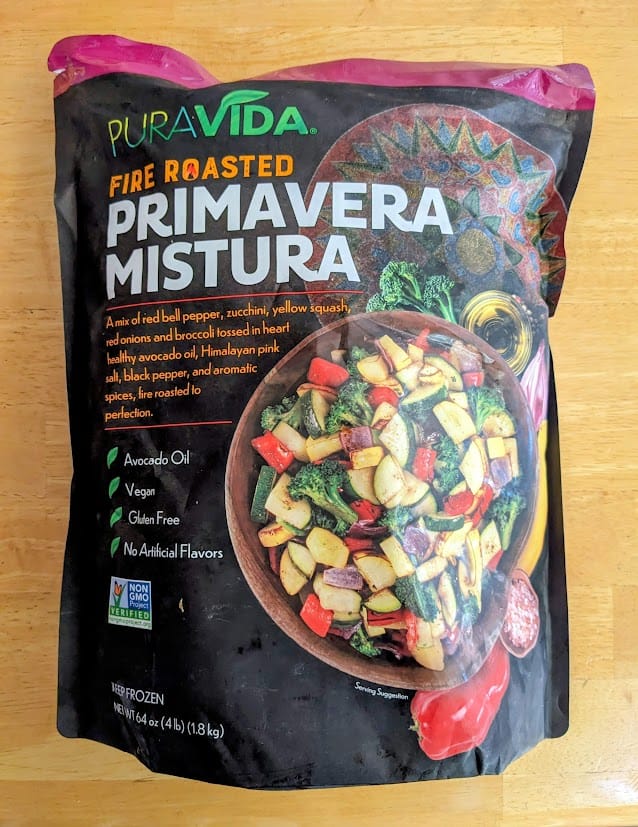 PURAVIDA®
FIRE ROASTED
PRIMAVERA
MISTURA
A mix of red bell pepper, zucchini, yellow squash,
red onions and broccoli tossed in heart
healthy avocado oil, Himalayan pink
salt, black pepper, and aromatic
spices, fire roasted to
perfection.
Avocado Oil
Vegan
Gluten Free
No Artificial Flavors
NON
GMO
Project
VERIFIED
nongmoproject.org
KEEP FROZEN
NET WT 64 oz (4 lb) (1.8 kg)
Serving Suggestion